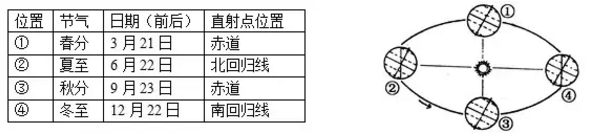 位置 节气 日期（前后） 直射点位置
① 春分 3月21日 赤道
② 夏至 6月22日 北回归线
③ 秋分 9月23日 赤道
④ 冬至 12月22日 南回归线
①
②
④
③